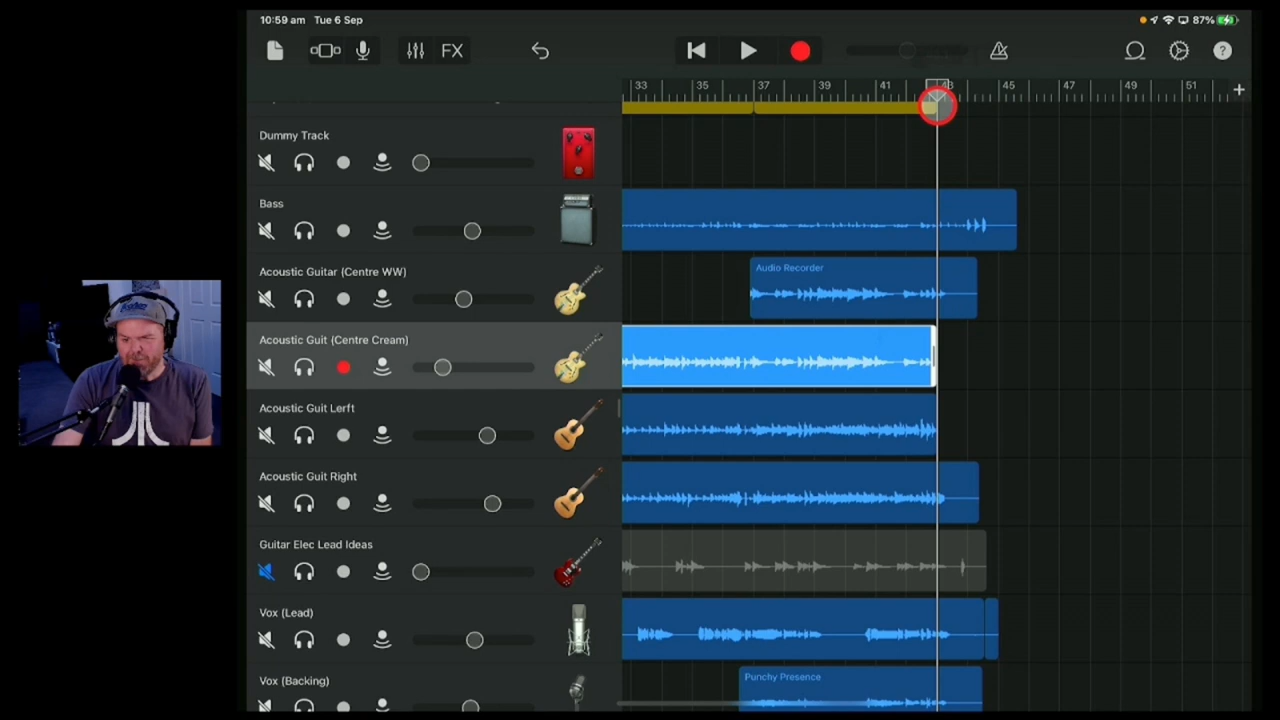 10:59 am Tue 6 Sep
87%
FX
?
33 35 37 39 41 43 45 47 49 51
+
Dummy Track
Bass
Acoustic Guitar (Centre WW)
Audio Recorder
Acoustic Guit (Centre Cream)
Acoustic Guit Lerft
Acoustic Guit Right
Guitar Elec Lead Ideas
Vox (Lead)
Vox (Backing)
Punchy Presence